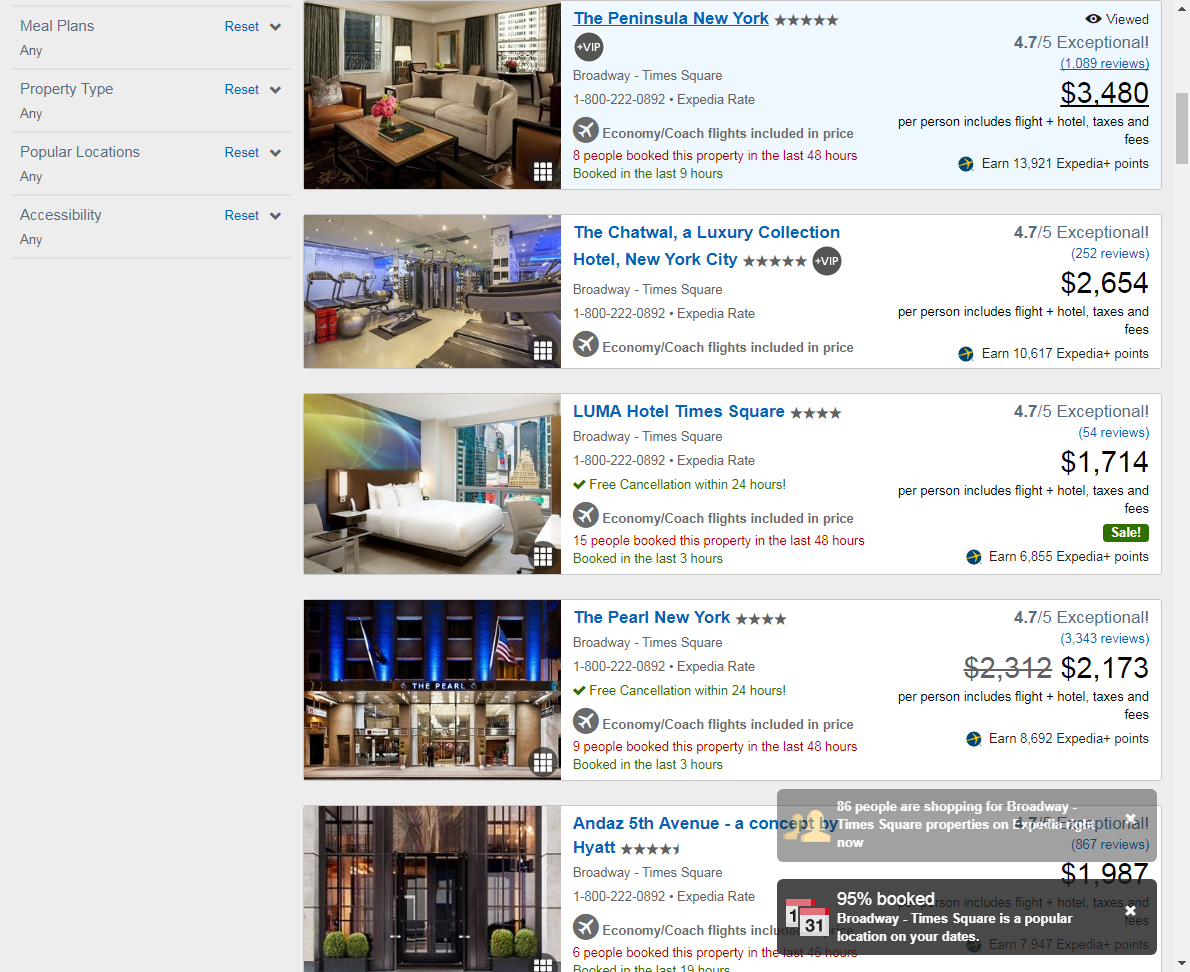 Meal Plans
Reset
Any
Property Type
Reset
Any
Popular Locations
Reset
Any
Accessibility
Reset
Any
The Peninsula New York
+VIP
Broadway - Times Square
1-800-222-0892 • Expedia Rate
Economy/Coach flights included in price
8 people booked this property in the last 48 hours
Booked in the last 9 hours
Viewed
4.7/5 Exceptional!
(1,089 reviews)
$3,480
per person includes flight + hotel, taxes and
fees
Earn 13,921 Expedia+ points
The Chatwal, a Luxury Collection
Hotel, New York City
+VIP
Broadway - Times Square
1-800-222-0892 • Expedia Rate
Economy/Coach flights included in price
4.7/5 Exceptional!
(252 reviews)
$2,654
per person includes flight + hotel, taxes and
fees
Earn 10,617 Expedia+ points
LUMA Hotel Times Square
Broadway - Times Square
1-800-222-0892 • Expedia Rate
Free Cancellation within 24 hours!
Economy/Coach flights included in price
15 people booked this property in the last 48 hours
Booked in the last 3 hours
4.7/5 Exceptional!
(54 reviews)
$1,714
per person includes flight + hotel, taxes and
fees
Sale!
Earn 6,855 Expedia+ points
THE PEARL
The Pearl New York
Broadway - Times Square
1-800-222-0892 • Expedia Rate
Free Cancellation within 24 hours!
Economy/Coach flights included in price
9 people booked this property in the last 48 hours
Booked in the last 3 hours
4.7/5 Exceptional!
(3,343 reviews)
$2,312 $2,173
per person includes flight + hotel, taxes and
fees
Earn 8,692 Expedia+ points
Andaz 5th Avenue - a concept by
Hyatt
Broadway - Times Square
1-800-222-0892 • Expedia Rate
Economy/Coach flights included in price
6 people booked this property in the last 48 hours
Booked in the last 19 hours
4.7/5 Exceptional!
(867 reviews)
$1,987
per person includes flight + hotel, taxes and
fees
Earn 7,947 Expedia+ points
86 people are shopping for Broadway -
Times Square properties on Expedia right
now
1
31
95% booked
Broadway - Times Square is a popular
location on your dates.